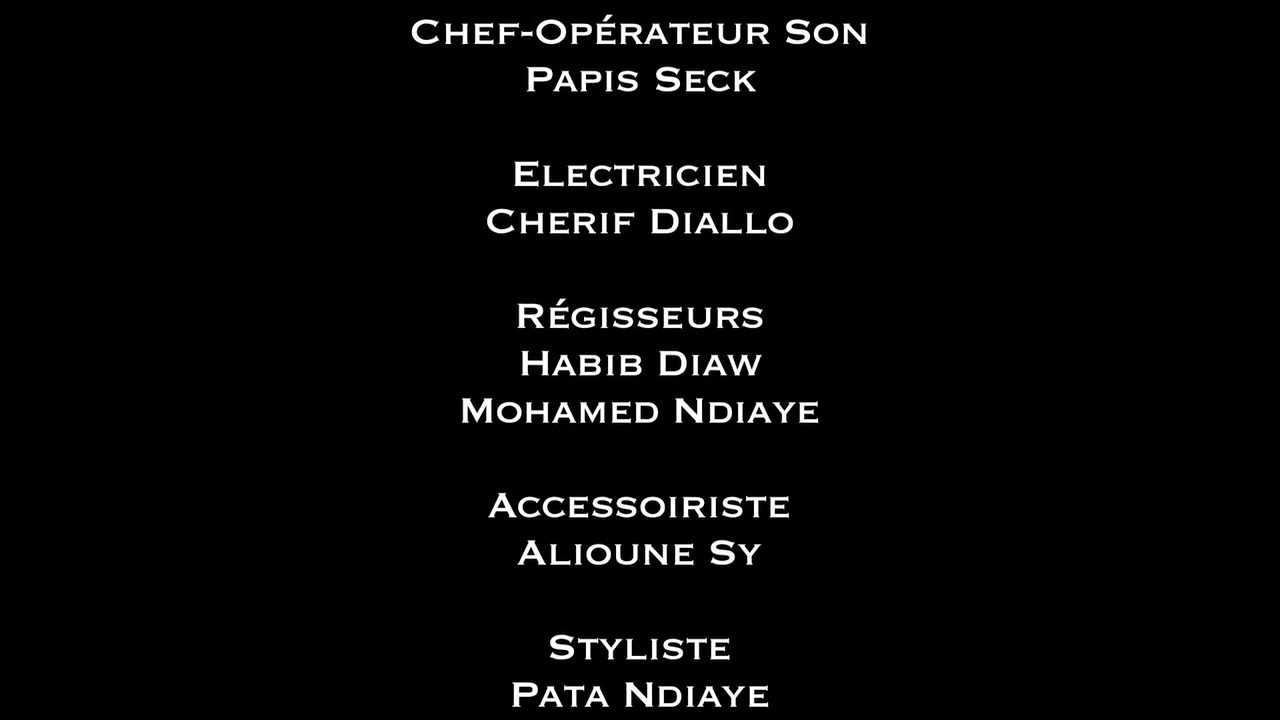 Chef-Opérateur Son
Papis Seck
Electricien
Cherif Diallo
Régisseurs
Habib Diaw
Mohamed Ndiaye
Accessoiriste
Alioune Sy
Styliste
Pata Ndiaye